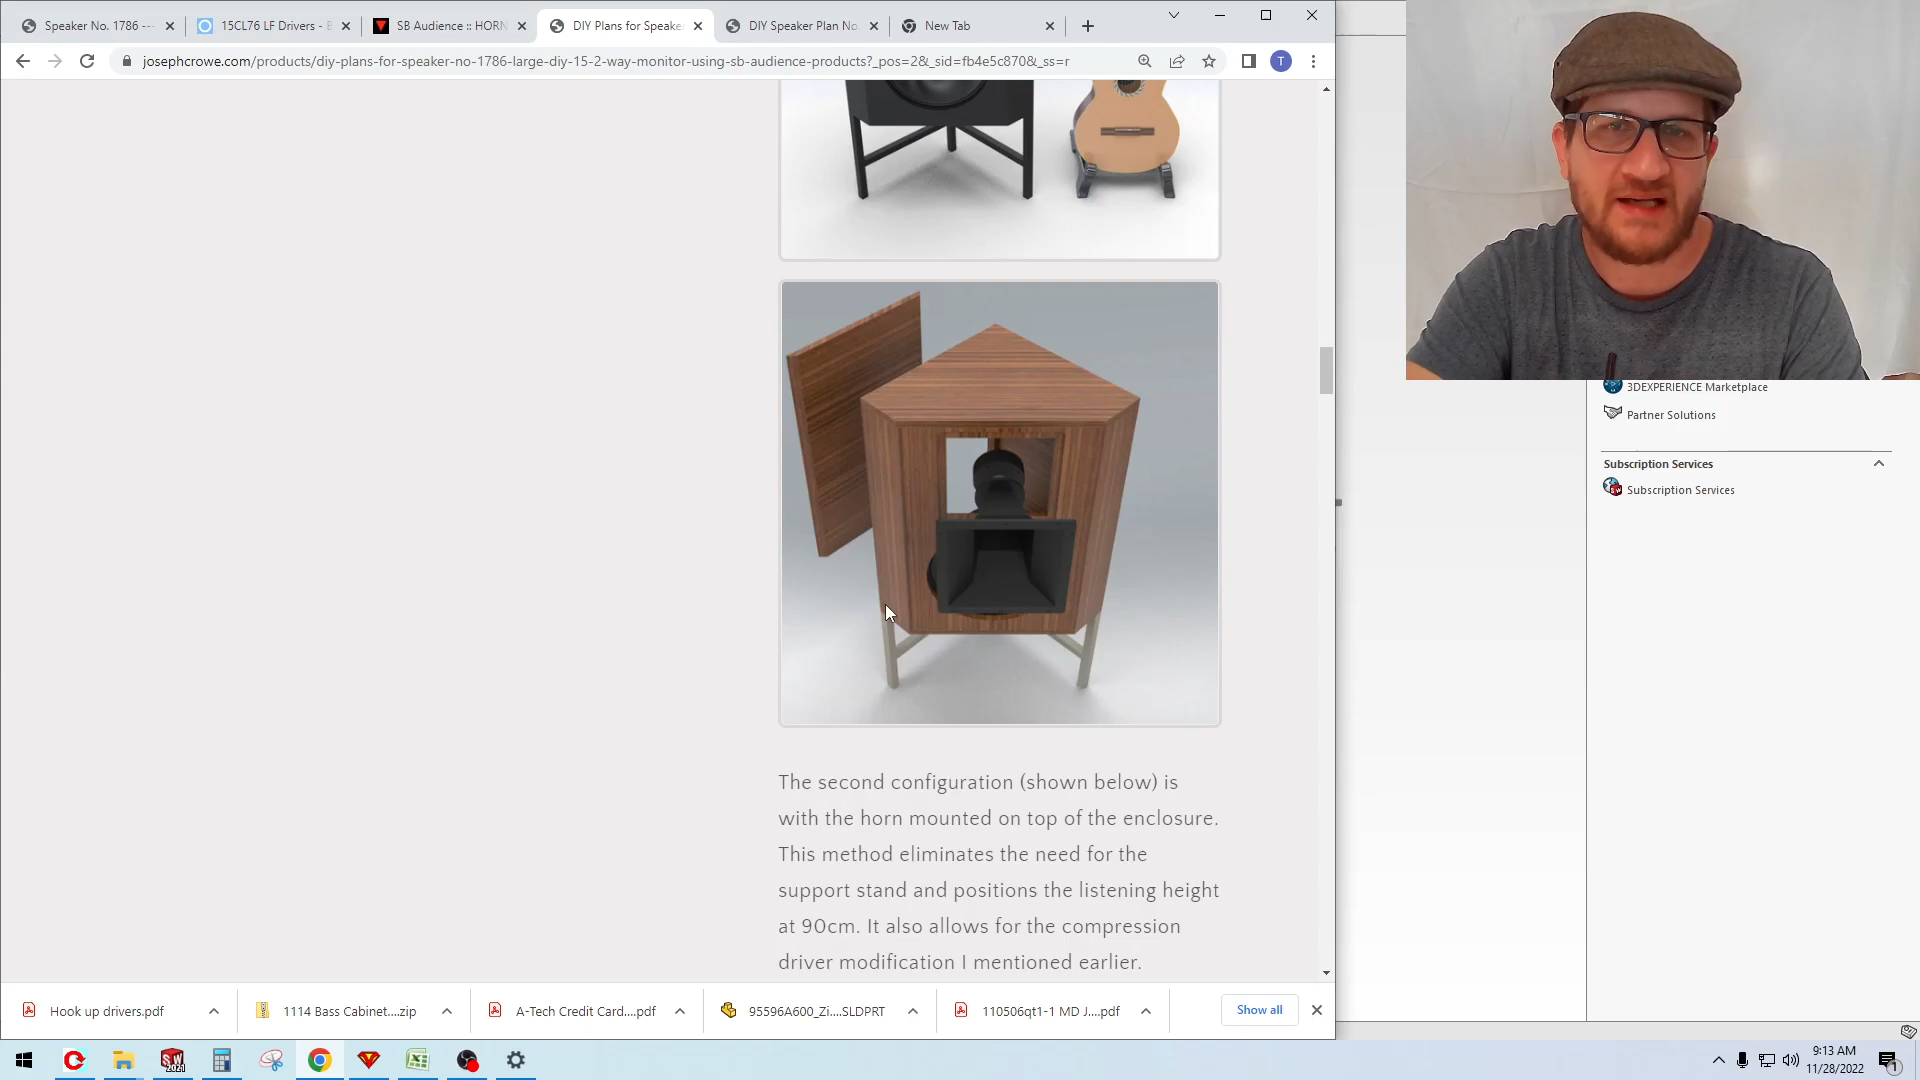 Speaker No. 1786 --- 
15CL76 LF Drivers - B
SB Audience :: HORN
DIY Plans for Speaker
DIY Speaker Plan No.
New Tab
josephcrowe.com/products/diy-plans-for-speaker-no-1786-large-diy-15-2-way-monitor-using-sb-audience-products?_pos=2&_sid=fb4e5c870&_ss=r
T
3DEXPERIENCE Marketplace
Partner Solutions
Subscription Services
Subscription Services
The second configuration (shown below) is
with the horn mounted on top of the enclosure.
This method eliminates the need for the
support stand and positions the listening height
at 90cm. It also allows for the compression
driver modification I mentioned earlier.
Hook up drivers.pdf
1114 Bass Cabinet....zip
A-Tech Credit Card....pdf
95596A600_Zi....SLDPRT
110506qt1-1 MD J....pdf
Show all
SW
2021
9:13 AM
11/28/2022
1